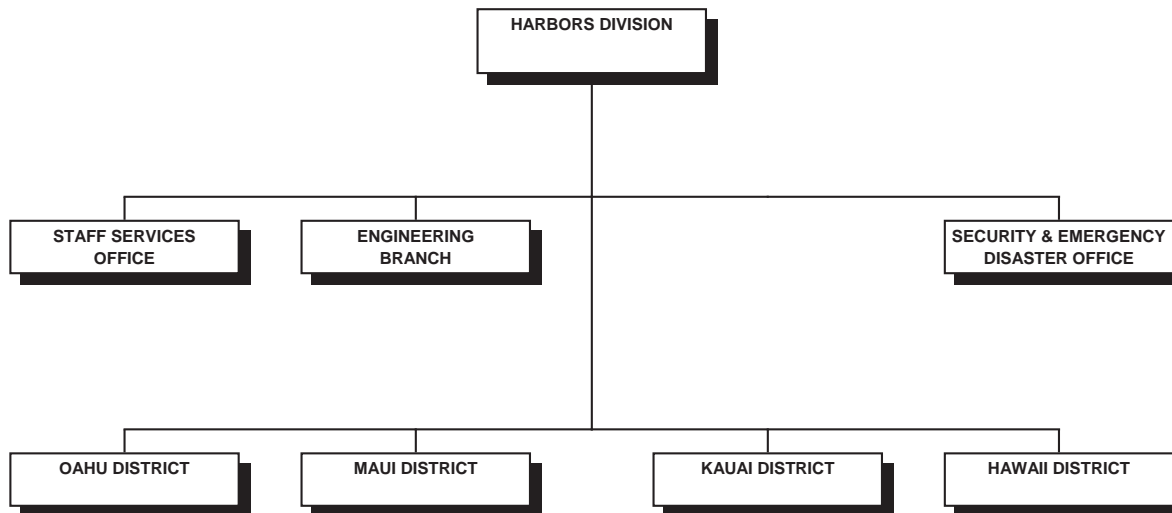 HARBORS DIVISION
STAFF SERVICES
OFFICE
ENGINEERING
BRANCH
SECURITY & EMERGENCY
DISASTER OFFICE
OAHU DISTRICT
MAUI DISTRICT
KAUAI DISTRICT
HAWAII DISTRICT